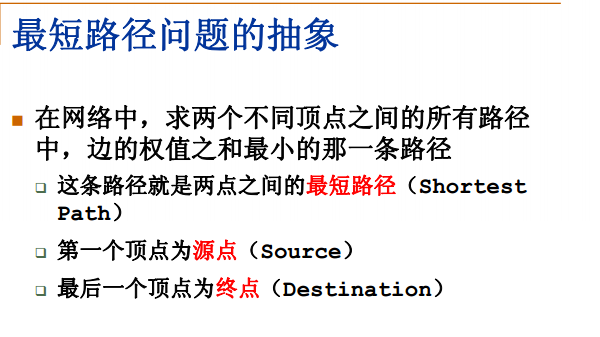 最短路径问题的抽象
在网络中，求两个不同顶点之间的所有路径
中，边的权值之和最小的那一条路径
这条路径就是两点之间的最短路径（Shortest
Path）
第一个顶点为源点（Source）
最后一个顶点为终点（Destination）